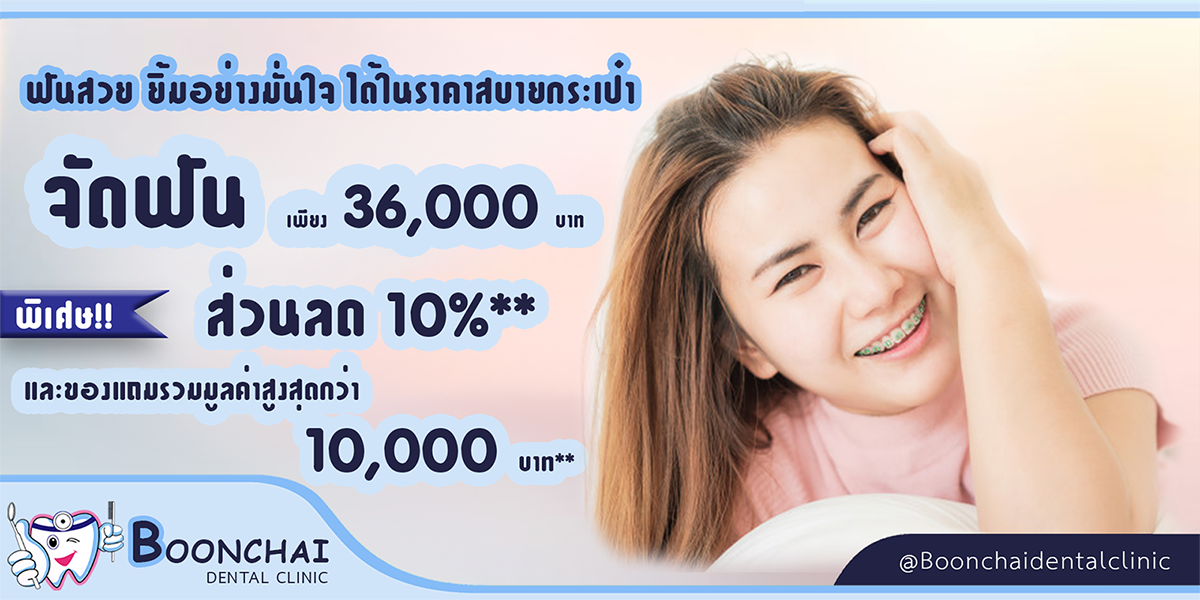 ฟันสวย ยิ้มอย่างมั่นใจ ได้ในราคาสบายกระเป๋า
จัดฟัน เพียง 36,000 บาท
พิเศษ!! ส่วนลด 10%**
และของแถมรวมมูลค่าสูงสุดกว่า
10,000 บาท**
BOONCHAI
DENTAL CLINIC
@Boonchaidentalclinic